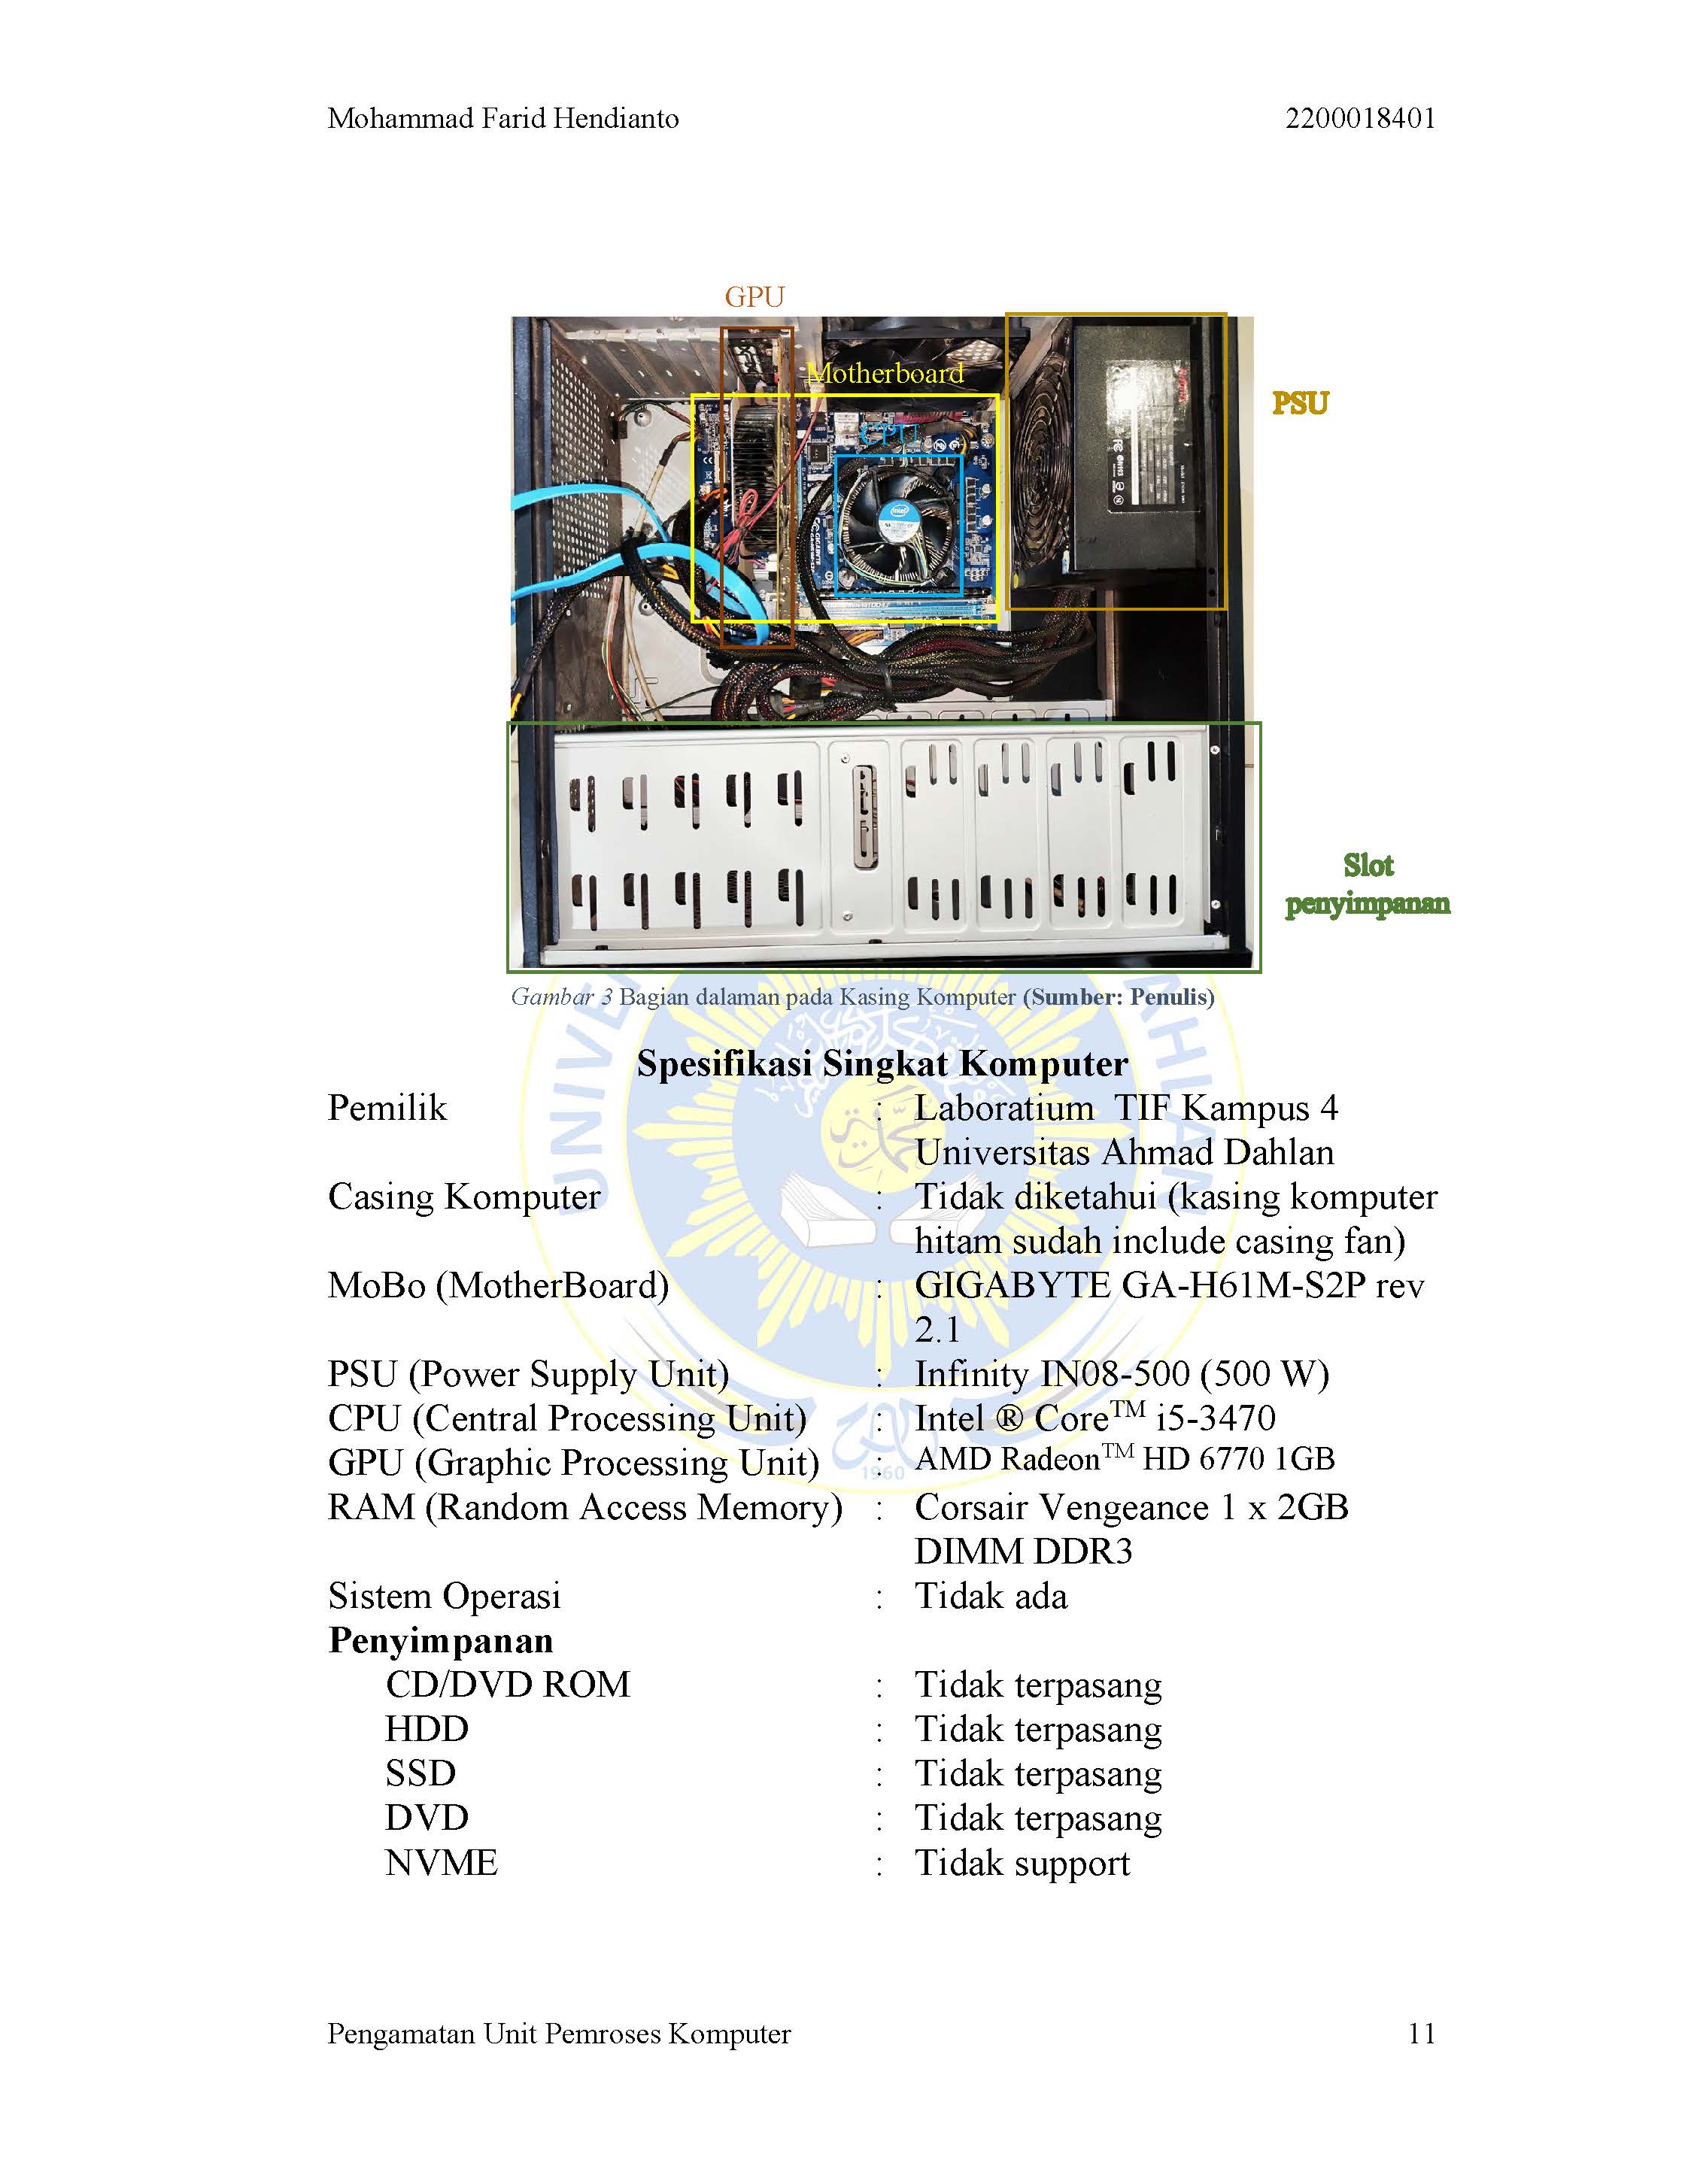 Mohammad Farid Hendianto 2200018401
GPU
Motherboard
CPU
PSU
intel
GIGABYTE
Slot
penyimpanan
Gambar 3 Bagian dalaman pada Kasing Komputer (Sumber: Penulis)
Spesifikasi Singkat Komputer
Pemilik : Laboratium TIF Kampus 4
Universitas Ahmad Dahlan
Casing Komputer : Tidak diketahui (kasing komputer
hitam sudah include casing fan)
MoBo (MotherBoard) : GIGABYTE GA-H61M-S2P rev
2.1
PSU (Power Supply Unit) : Infinity IN08-500 (500 W)
CPU (Central Processing Unit) : Intel ® Core™ i5-3470
GPU (Graphic Processing Unit) : AMD Radeon™ HD 6770 1GB
RAM (Random Access Memory) : Corsair Vengeance 1 x 2GB
DIMM DDR3
Sistem Operasi : Tidak ada
Penyimpanan
CD/DVD ROM : Tidak terpasang
HDD : Tidak terpasang
SSD : Tidak terpasang
DVD : Tidak terpasang
NVME : Tidak support
1960
Pengamatan Unit Pemroses Komputer 11